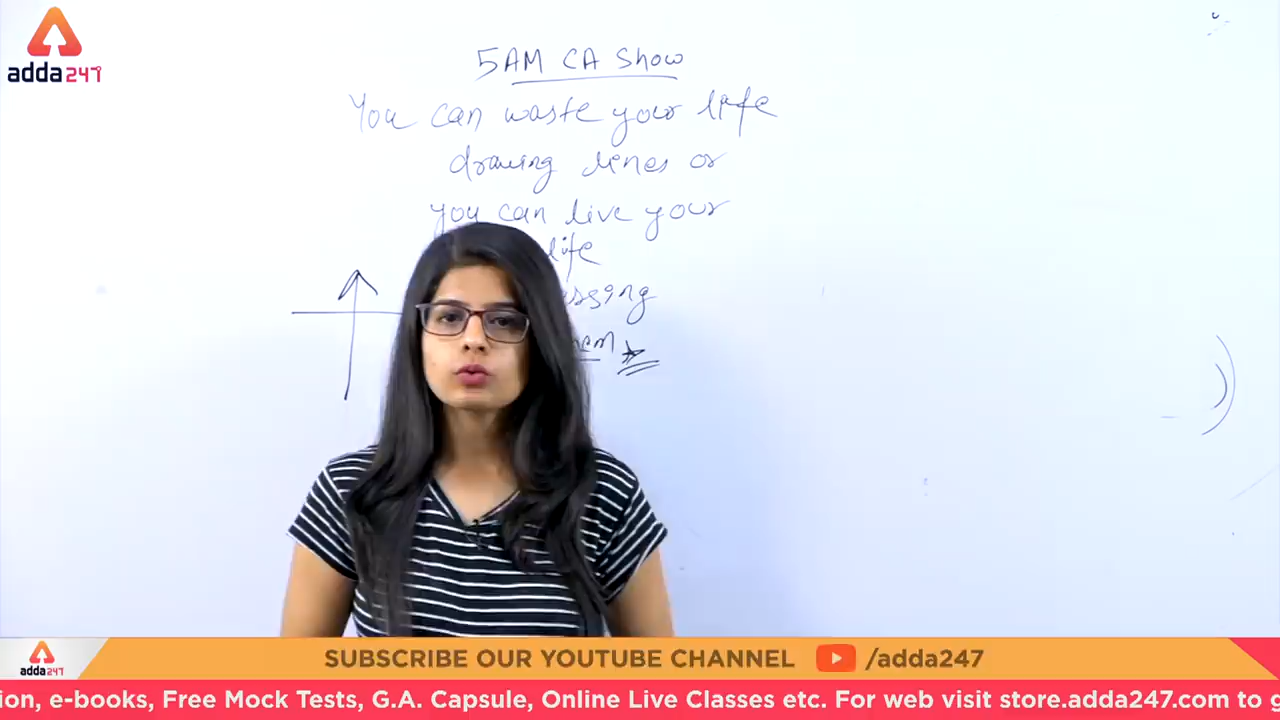 adda247
5AM CA Show
You can waste your life
drawing lines or
you can live your
life
ssing
hem
adda247
SUBSCRIBE OUR YOUTUBE CHANNEL /adda247
ion, e-books, Free Mock Tests, G.A. Capsule, Online Live Classes etc. For web visit store.adda247.com to g